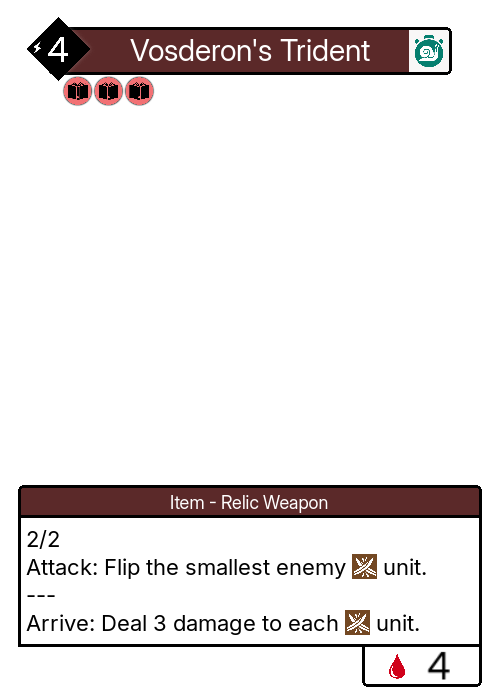 4 Vosderon's Trident
Item - Relic Weapon
2/2
Attack: Flip the smallest enemy unit.
---
Arrive: Deal 3 damage to each unit.
4